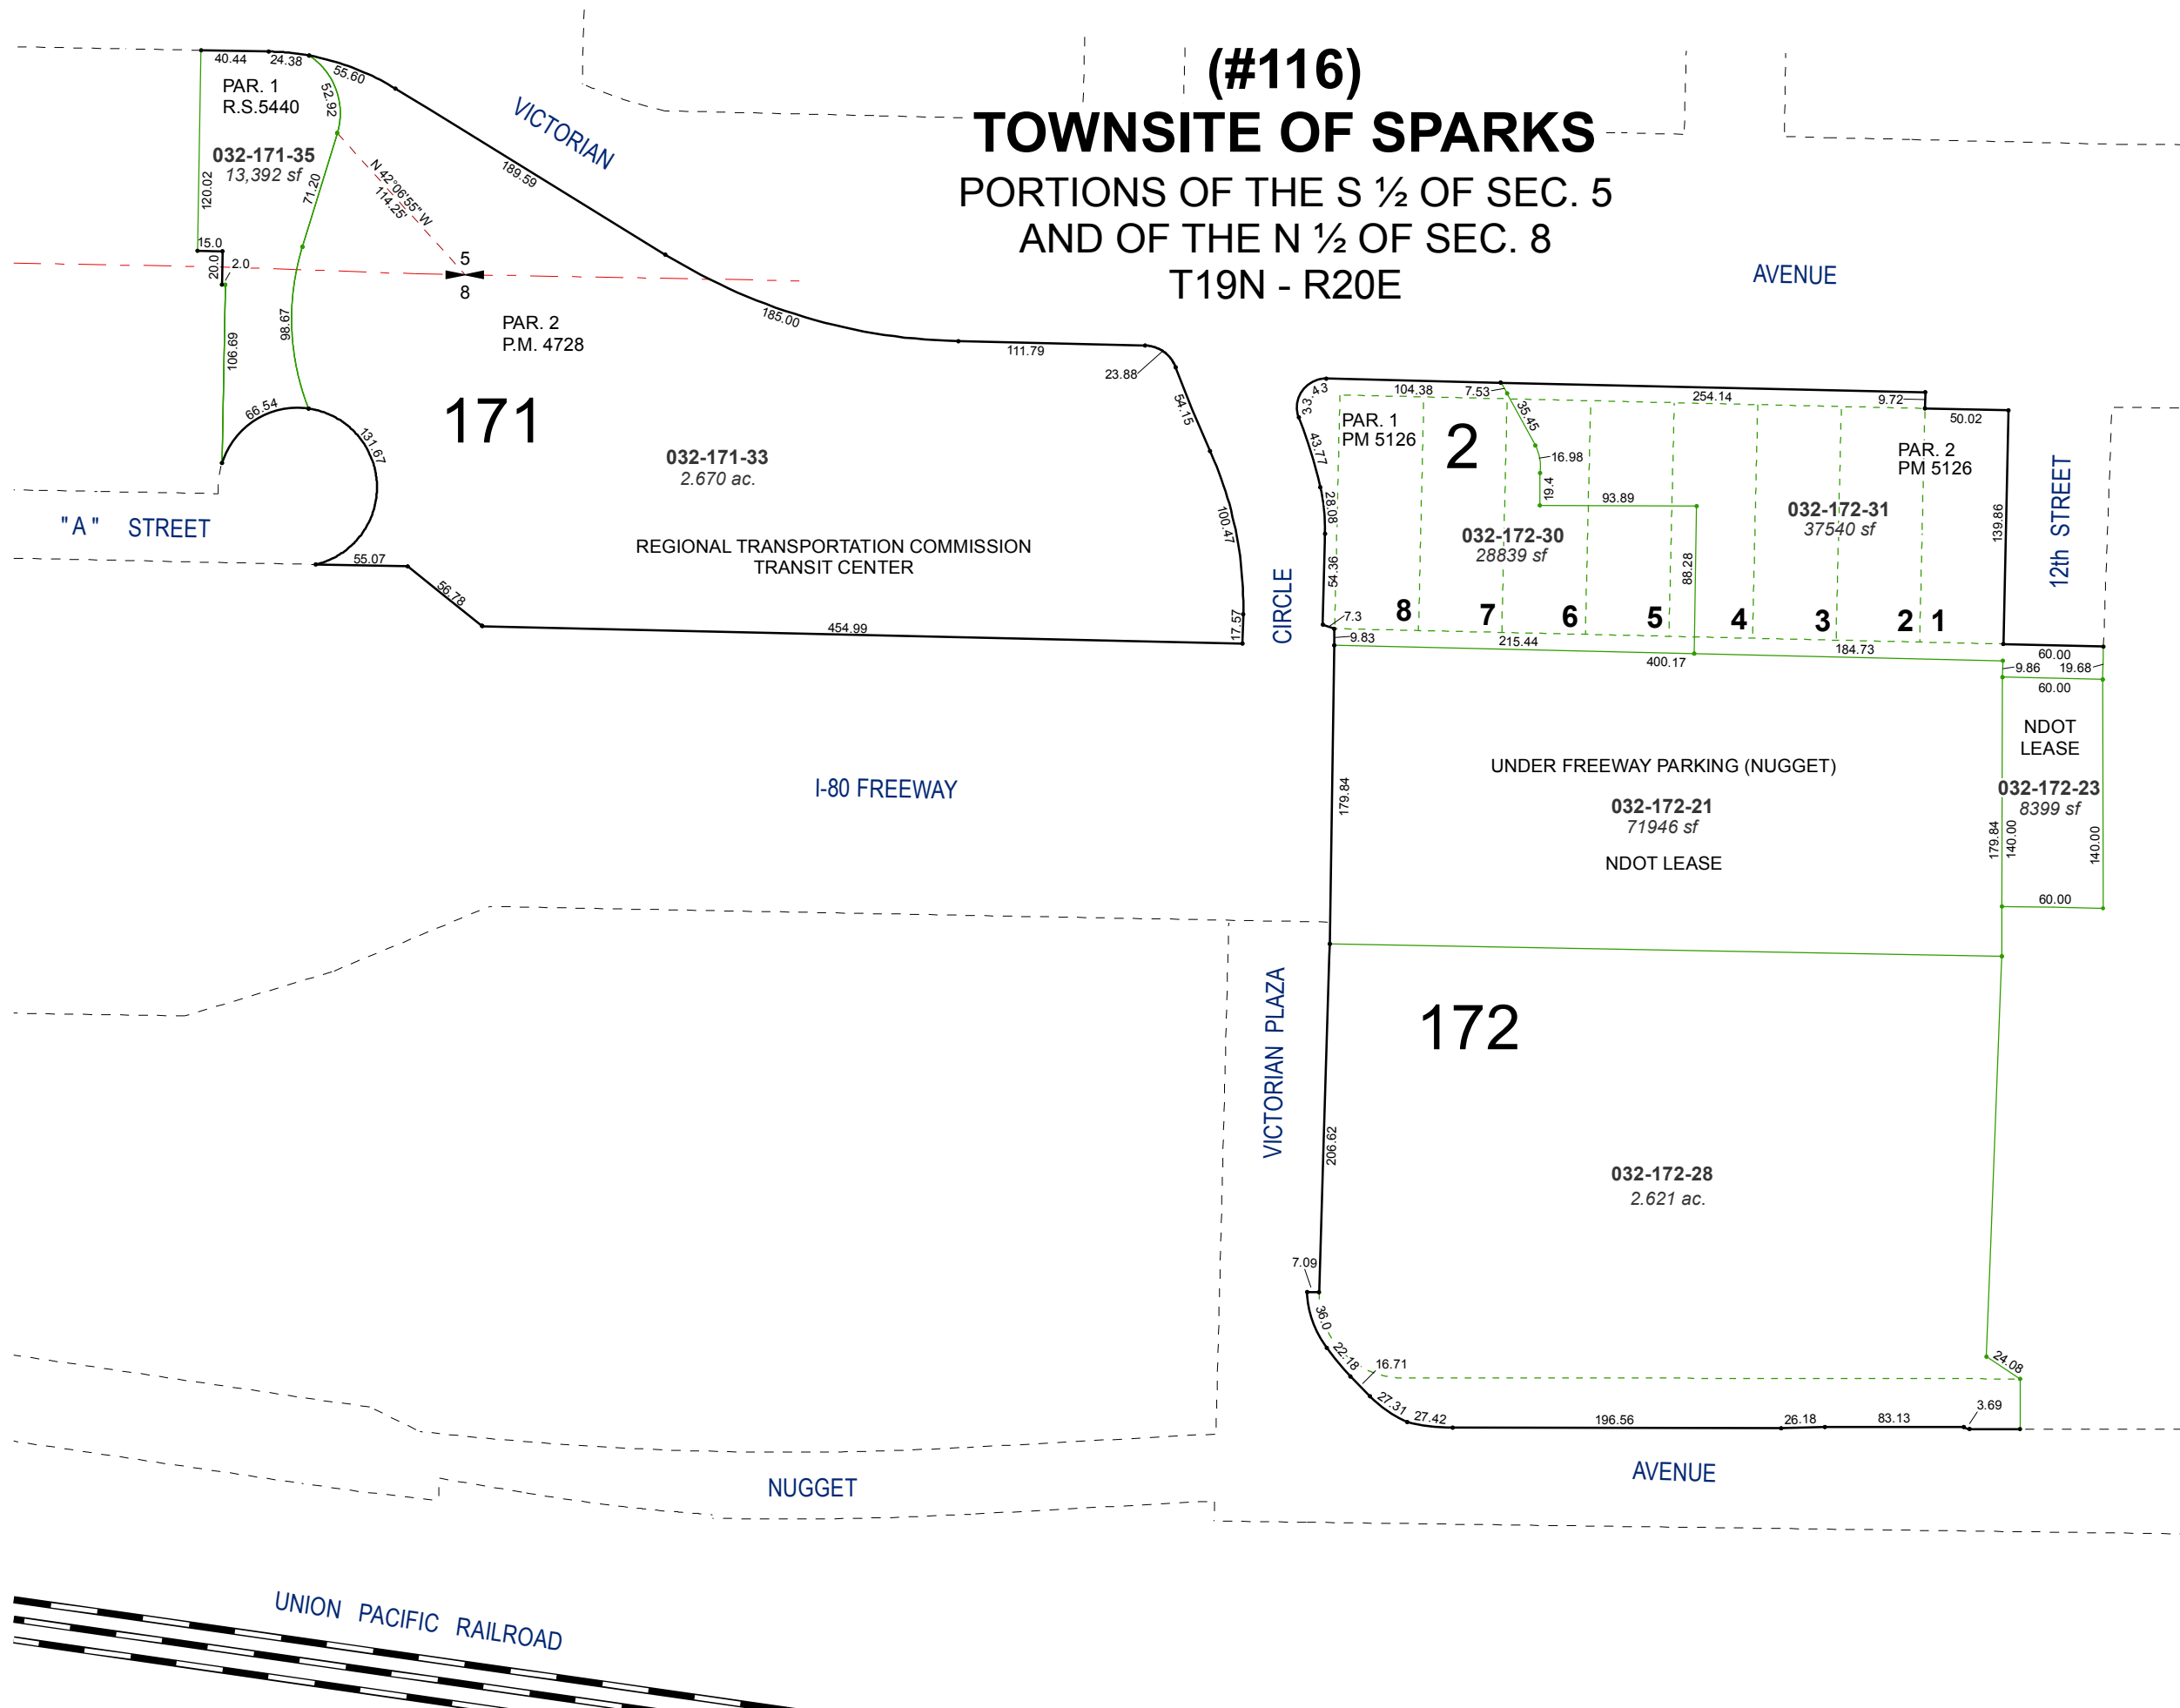 (#116)
TOWNSITE OF SPARKS
PORTIONS OF THE S ½ OF SEC. 5
AND OF THE N ½ OF SEC. 8
T19N - R20E
40.44
24.38
55.60
52.92
PAR. 1
R.S.5440
032-171-35
13,392 sf
120.02
71.20
N 42°06'55" W
114.25'
15.0
20.0
2.0
5
8
106.69
98.67
66.54
131.67
VICTORIAN
189.59
185.00
111.79
23.88
54.15
100.47
17.57
PAR. 2
P.M. 4728
171
032-171-33
2.670 ac.
REGIONAL TRANSPORTATION COMMISSION
TRANSIT CENTER
"A" STREET
55.07
56.78
454.99
AVENUE
33.43
104.38
7.53
254.14
9.72
50.02
43.77
PAR. 1
PM 5126
2
35.45
16.98
19.4
93.89
PAR. 2
PM 5126
28.08
032-172-30
28839 sf
032-172-31
37540 sf
139.86
12th STREET
54.36
88.28
CIRCLE
7.3
8
7
6
5
4
3
2
1
9.83
215.44
400.17
184.73
60.00
9.86
19.68
60.00
NDOT
LEASE
032-172-23
8399 sf
179.84
140.00
140.00
60.00
I-80 FREEWAY
179.84
UNDER FREEWAY PARKING (NUGGET)
032-172-21
71946 sf
NDOT LEASE
VICTORIAN PLAZA
172
206.62
032-172-28
2.621 ac.
7.09
36.0
22.18
16.71
27.31
27.42
196.56
26.18
83.13
3.69
24.08
NUGGET
AVENUE
UNION PACIFIC RAILROAD